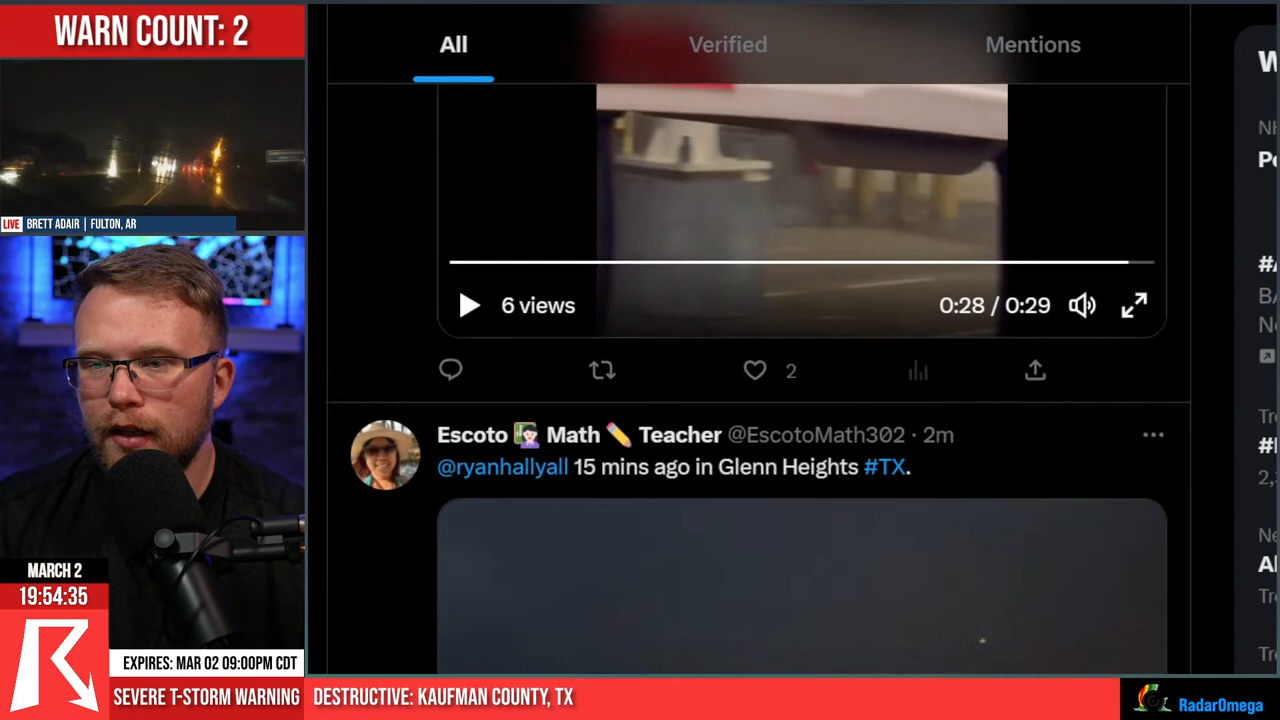 WARN COUNT: 2
LIVE BRETT ADAIR | FULTON, AR
MARCH 2
19:54:35
EXPIRES: MAR 02 09:00PM CDT
SEVERE T-STORM WARNING
DESTRUCTIVE: KAUFMAN COUNTY, TX
RadarOmega
All Verified Mentions
6 views 0:28 / 0:29
2
Escoto Math Teacher @EscotoMath302 · 2m
@ryanhallyall 15 mins ago in Glenn Heights #TX.